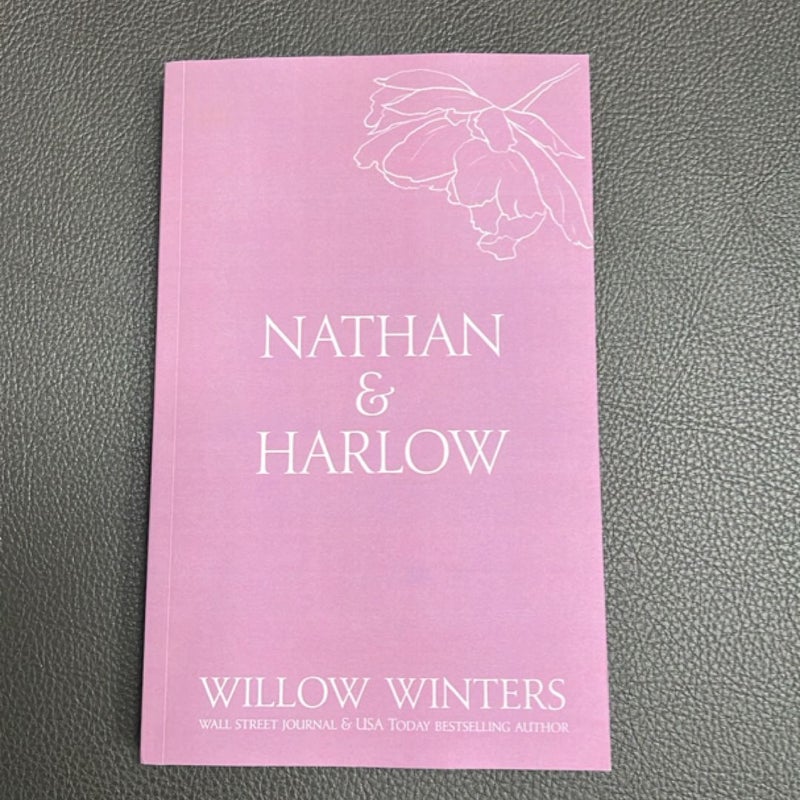 NATHAN
&
HARLOW
WILLOW WINTERS
WALL STREET JOURNAL & USA TODAY BESTSELLING AUTHOR